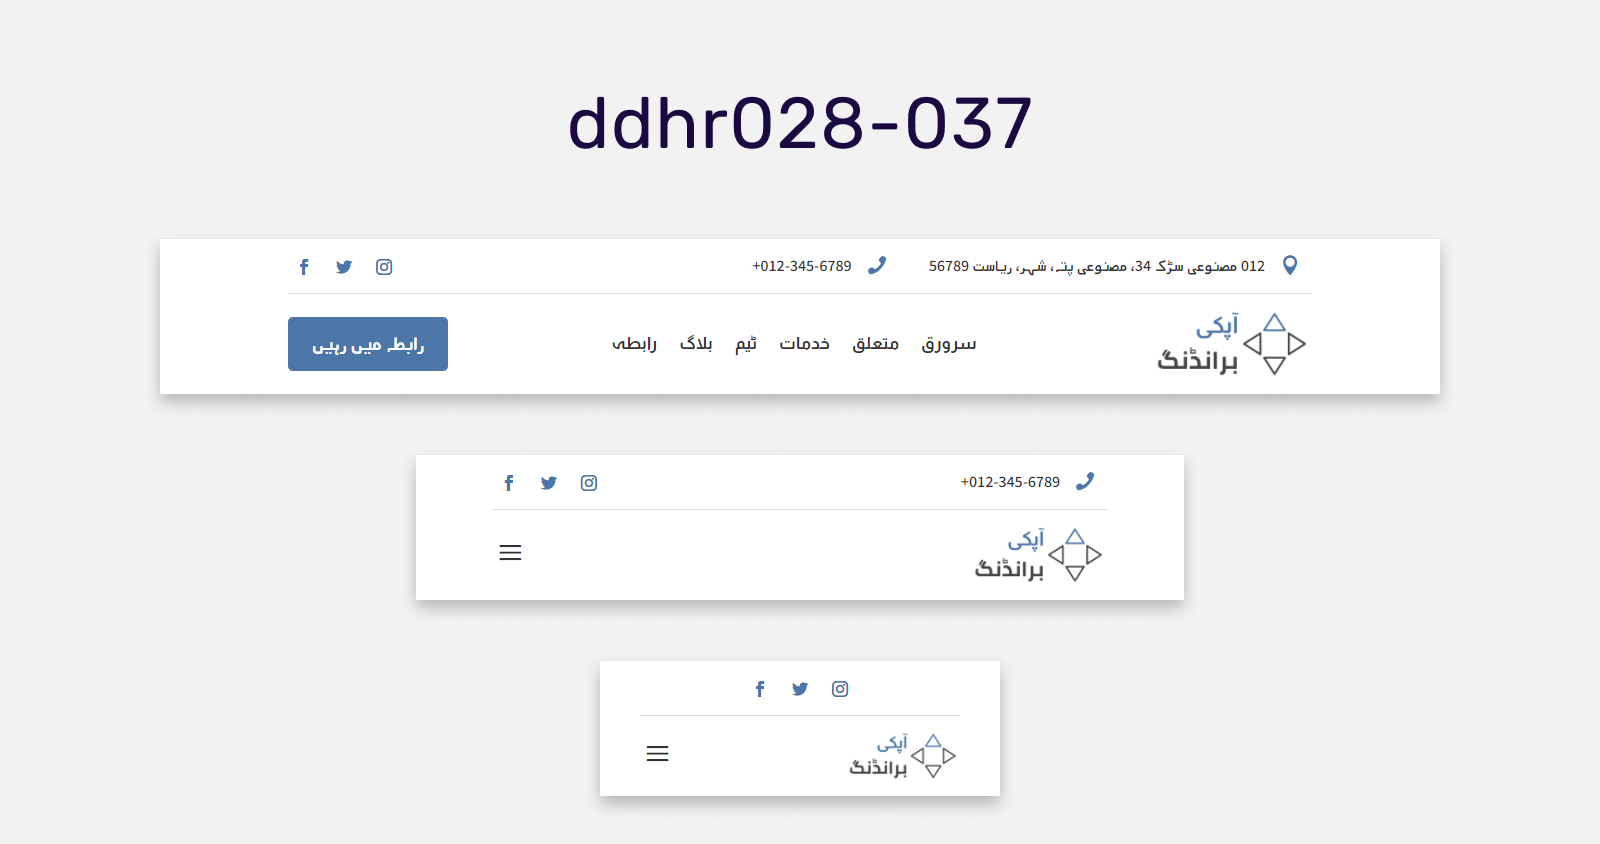 ddhr028-037
012 مصنوعی سڑک 34، مصنوعی پتہ، شہر، ریاست 56789
+012-345-6789
آپکی
برانڈنگ
سرورق متعلق خدمات ٹیم بلاگ رابطہ
رابطہ میں رہیں
+012-345-6789
آپکی
برانڈنگ
آپکی
برانڈنگ